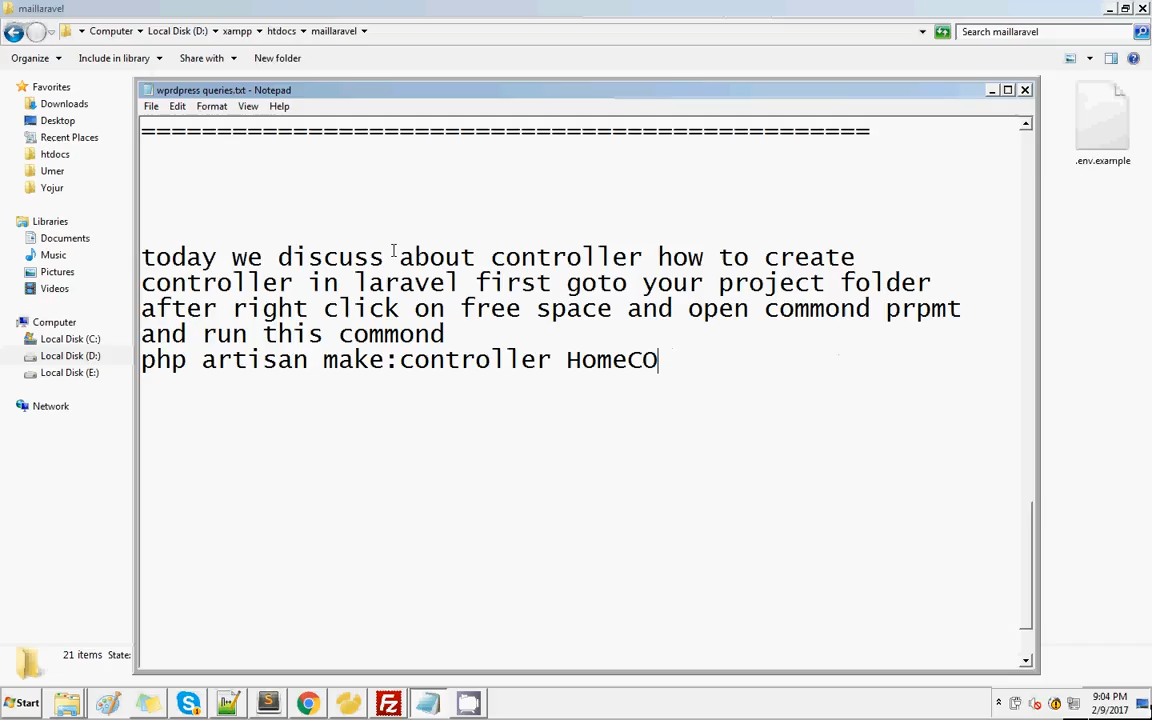 maillaravel
Computer Local Disk (D:) xampp htdocs maillaravel
Search maillaravel
Organize Include in library Share with New folder
Favorites
Downloads
Desktop
Recent Places
htdocs
Umer
Yojur
Libraries
Documents
Music
Pictures
Videos
Computer
Local Disk (C:)
Local Disk (D:)
Local Disk (E:)
Network
21 items State:
.env.example
wprdpress queries.txt - Notepad
File Edit Format View Help
================================================
today we discuss about controller how to create
controller in laravel first goto your project folder
after right click on free space and open commond prpmt
and run this commond
php artisan make:controller HomeCO
Start
9:04 PM
2/9/2017